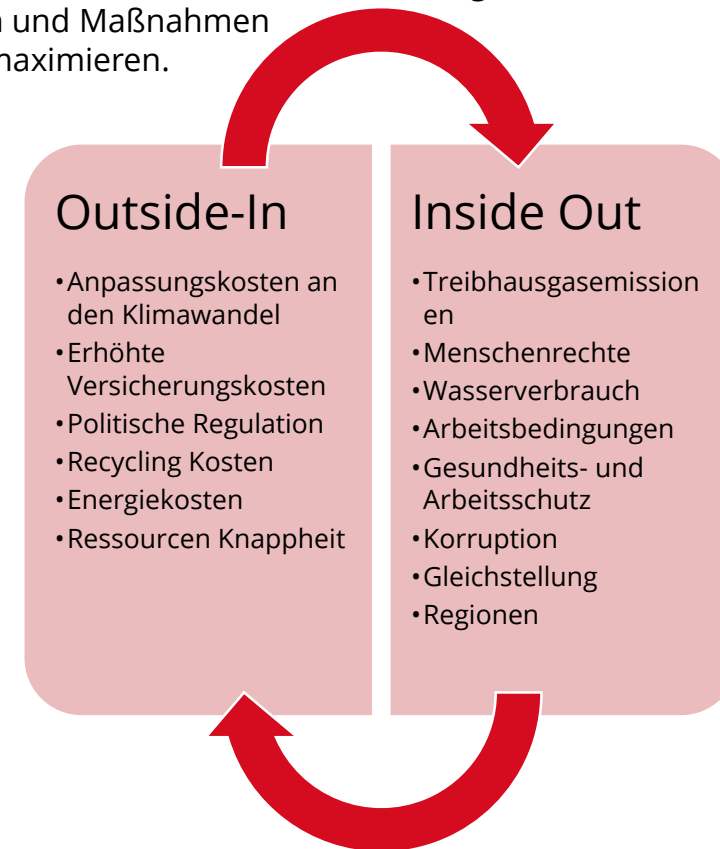 und Maßnahmen
maximieren.
Outside-In
•Anpassungskosten an
den Klimawandel
•Erhöhte
Versicherungskosten
•Politische Regulation
•Recycling Kosten
•Energiekosten
•Ressourcen Knappheit
Inside Out
•Treibhausgasemission
en
•Menschenrechte
•Wasserverbrauch
•Arbeitsbedingungen
•Gesundheits- und
Arbeitsschutz
•Korruption
•Gleichstellung
•Regionen